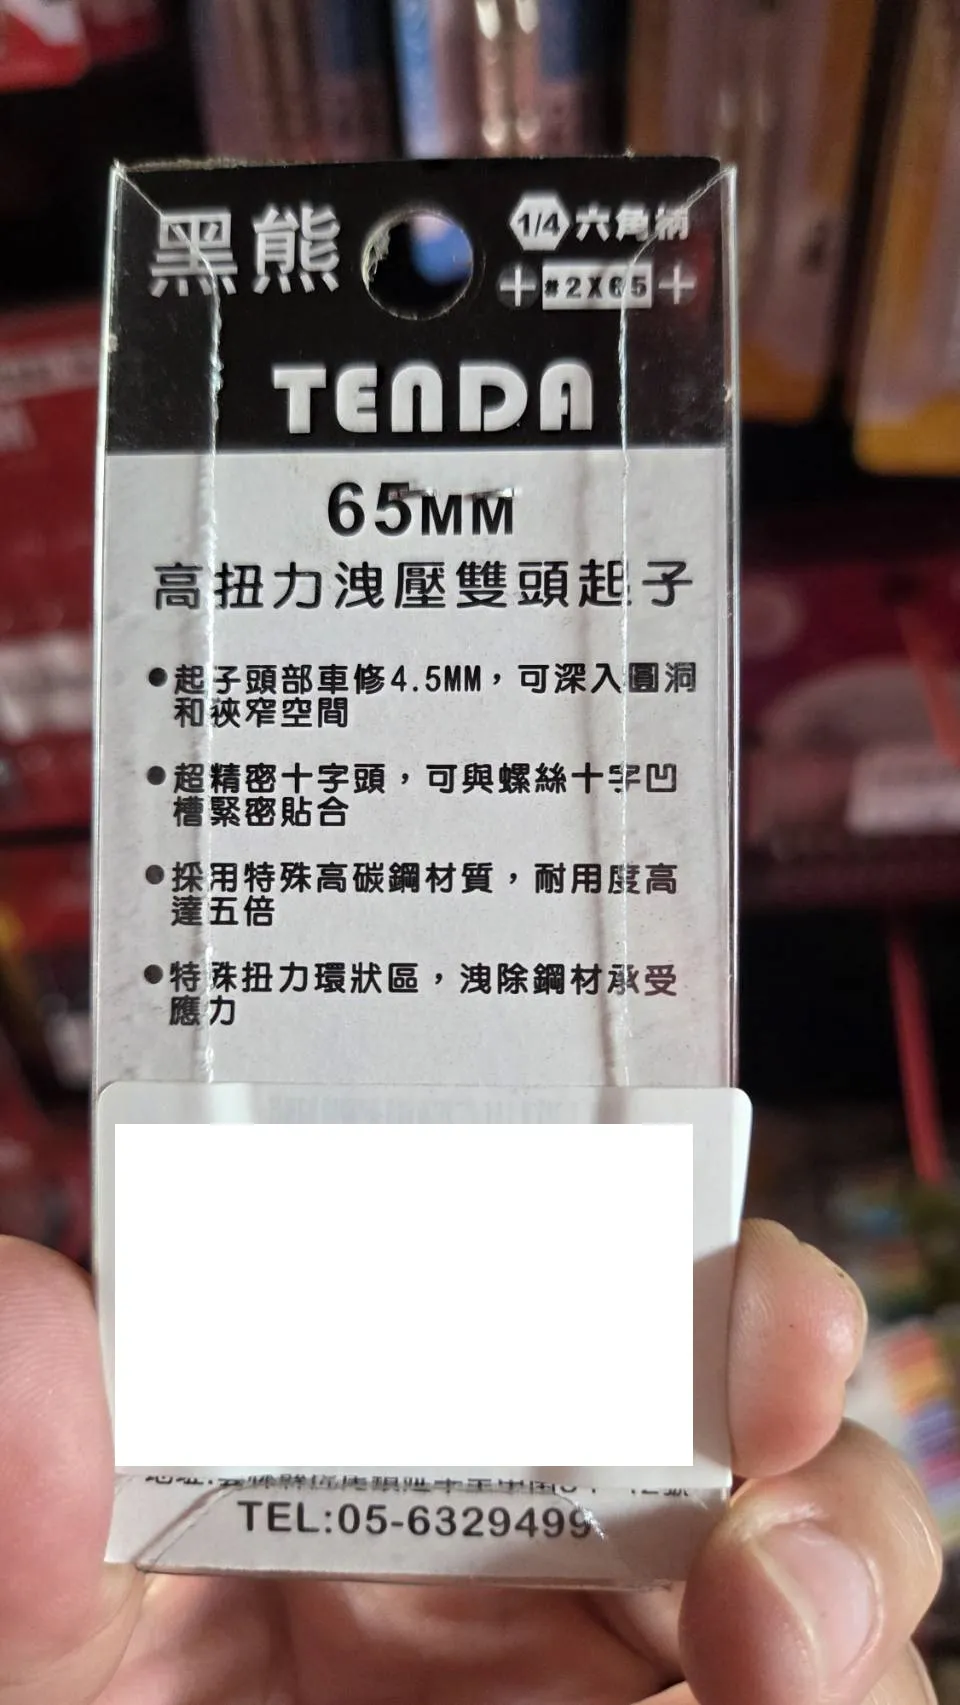 黑熊
1/4 六角柄
#2X65
TENDA
65MM
高扭力洩壓雙頭起子
●起子頭部車修4.5MM，可深入圓洞
和狹窄空間
●超精密十字頭，可與螺絲十字凹
槽緊密貼合
●採用特殊高碳鋼材質，耐用度高
達五倍
●特殊扭力環狀區，洩除鋼材承受
應力
TEL:05-6329499